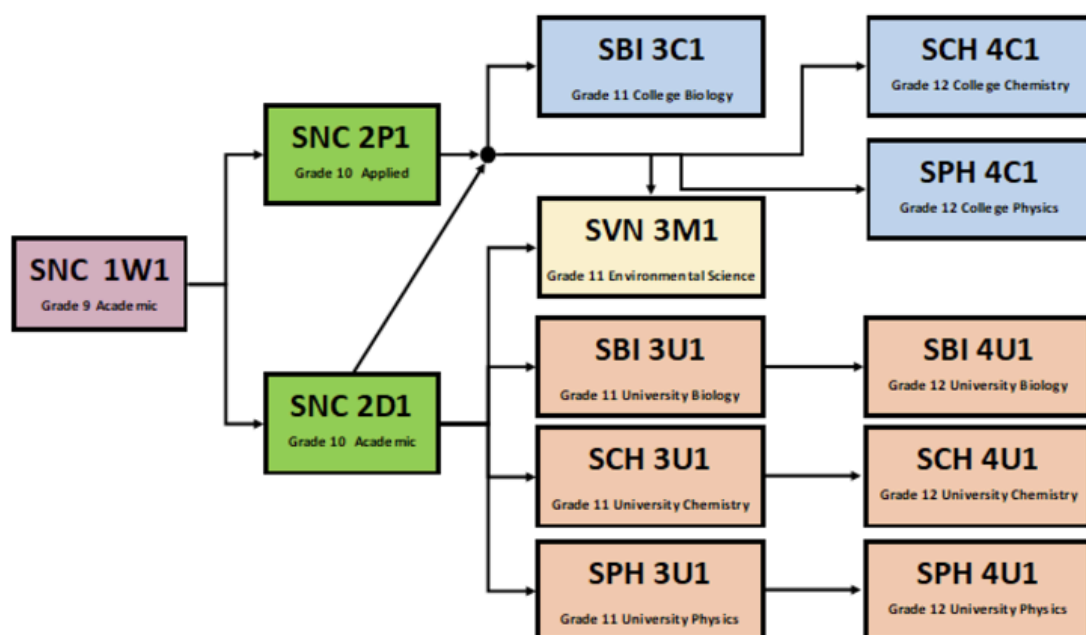 SBI 3C1
Grade 11 College Biology
SCH 4C1
Grade 12 College Chemistry
SNC 2P1
Grade 10 Applied
SPH 4C1
Grade 12 College Physics
SNC 1W1
Grade 9 Academic
SVN 3M1
Grade 11 Environmental Science
SNC 2D1
Grade 10 Academic
SBI 3U1
Grade 11 University Biology
SBI 4U1
Grade 12 University Biology
SCH 3U1
Grade 11 University Chemistry
SCH 4U1
Grade 12 University Chemistry
SPH 3U1
Grade 11 University Physics
SPH 4U1
Grade 12 University Physics